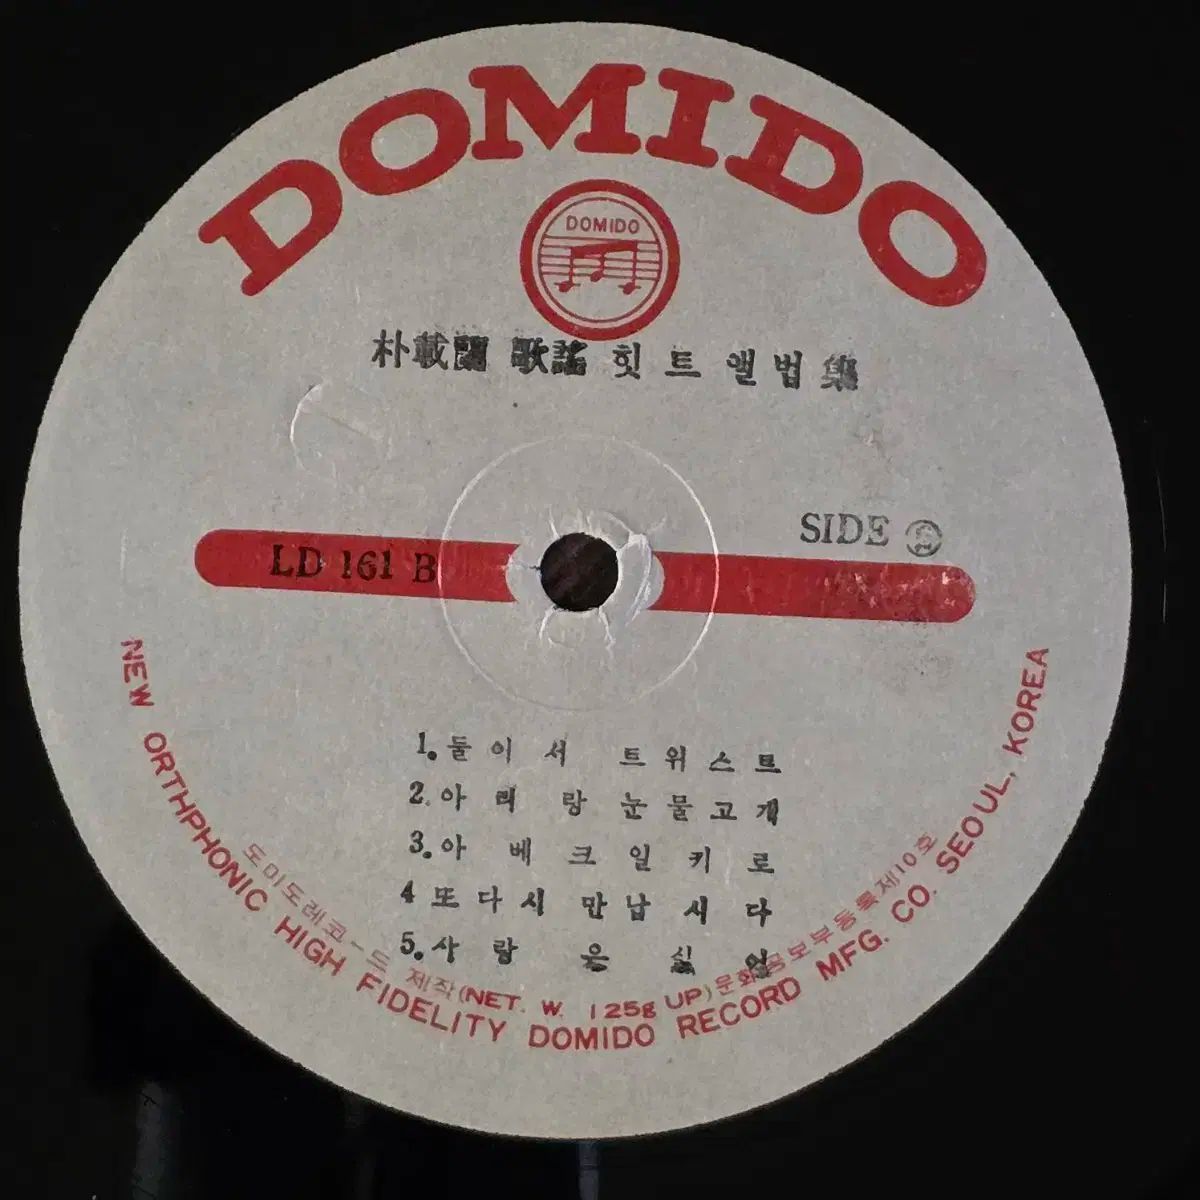 DOMIDO
DOMIDO
朴載蘭 歌謠 힛트앨범集
LD 161 B
SIDE Ⓑ
1. 둘이서 트위스트
2. 아리랑 눈물고개
3. 아베크 일키로
4 또다시 만납시다
5. 사랑은
도미도레코-드 제작 (NET. W. 125g UP) 문화공보부등록제10호
NEW ORTHPHONIC HIGH FIDELITY DOMIDO RECORD MFG. CO. SEOUL, KOREA